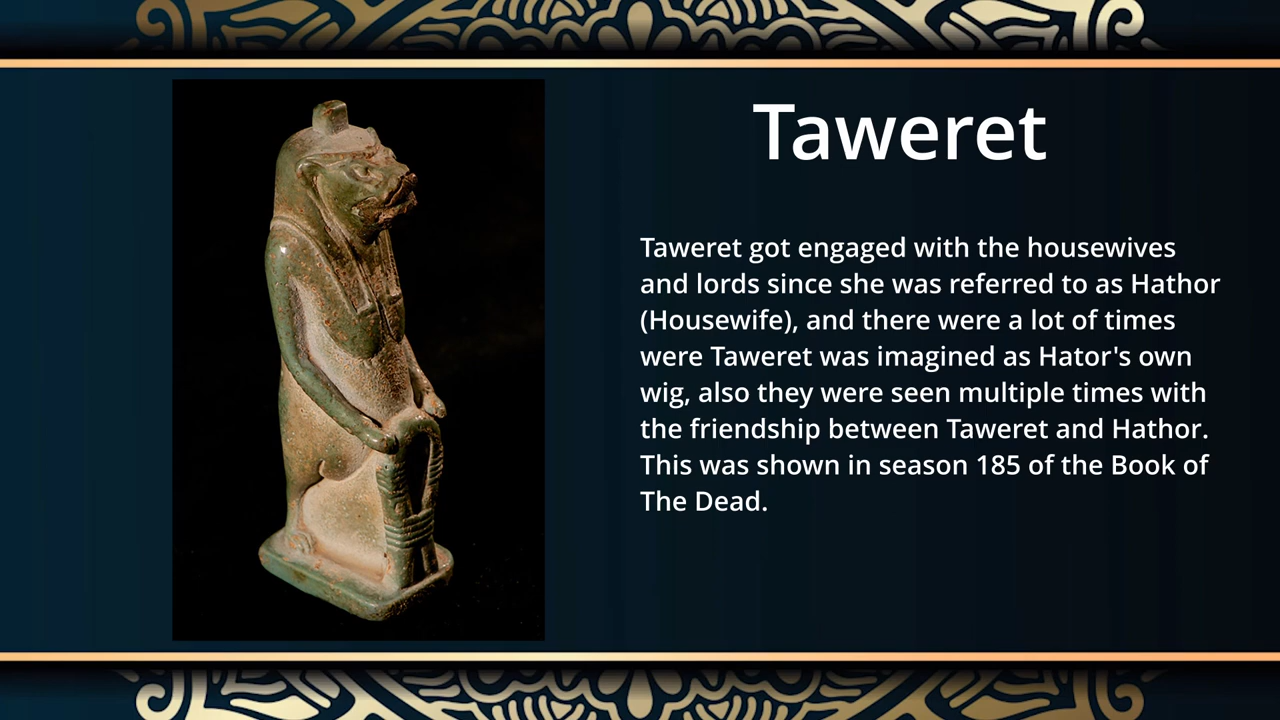 Taweret
Taweret got engaged with the housewives
and lords since she was referred to as Hathor
(Housewife), and there were a lot of times
were Taweret was imagined as Hator's own
wig, also they were seen multiple times with
the friendship between Taweret and Hathor.
This was shown in season 185 of the Book of
The Dead.